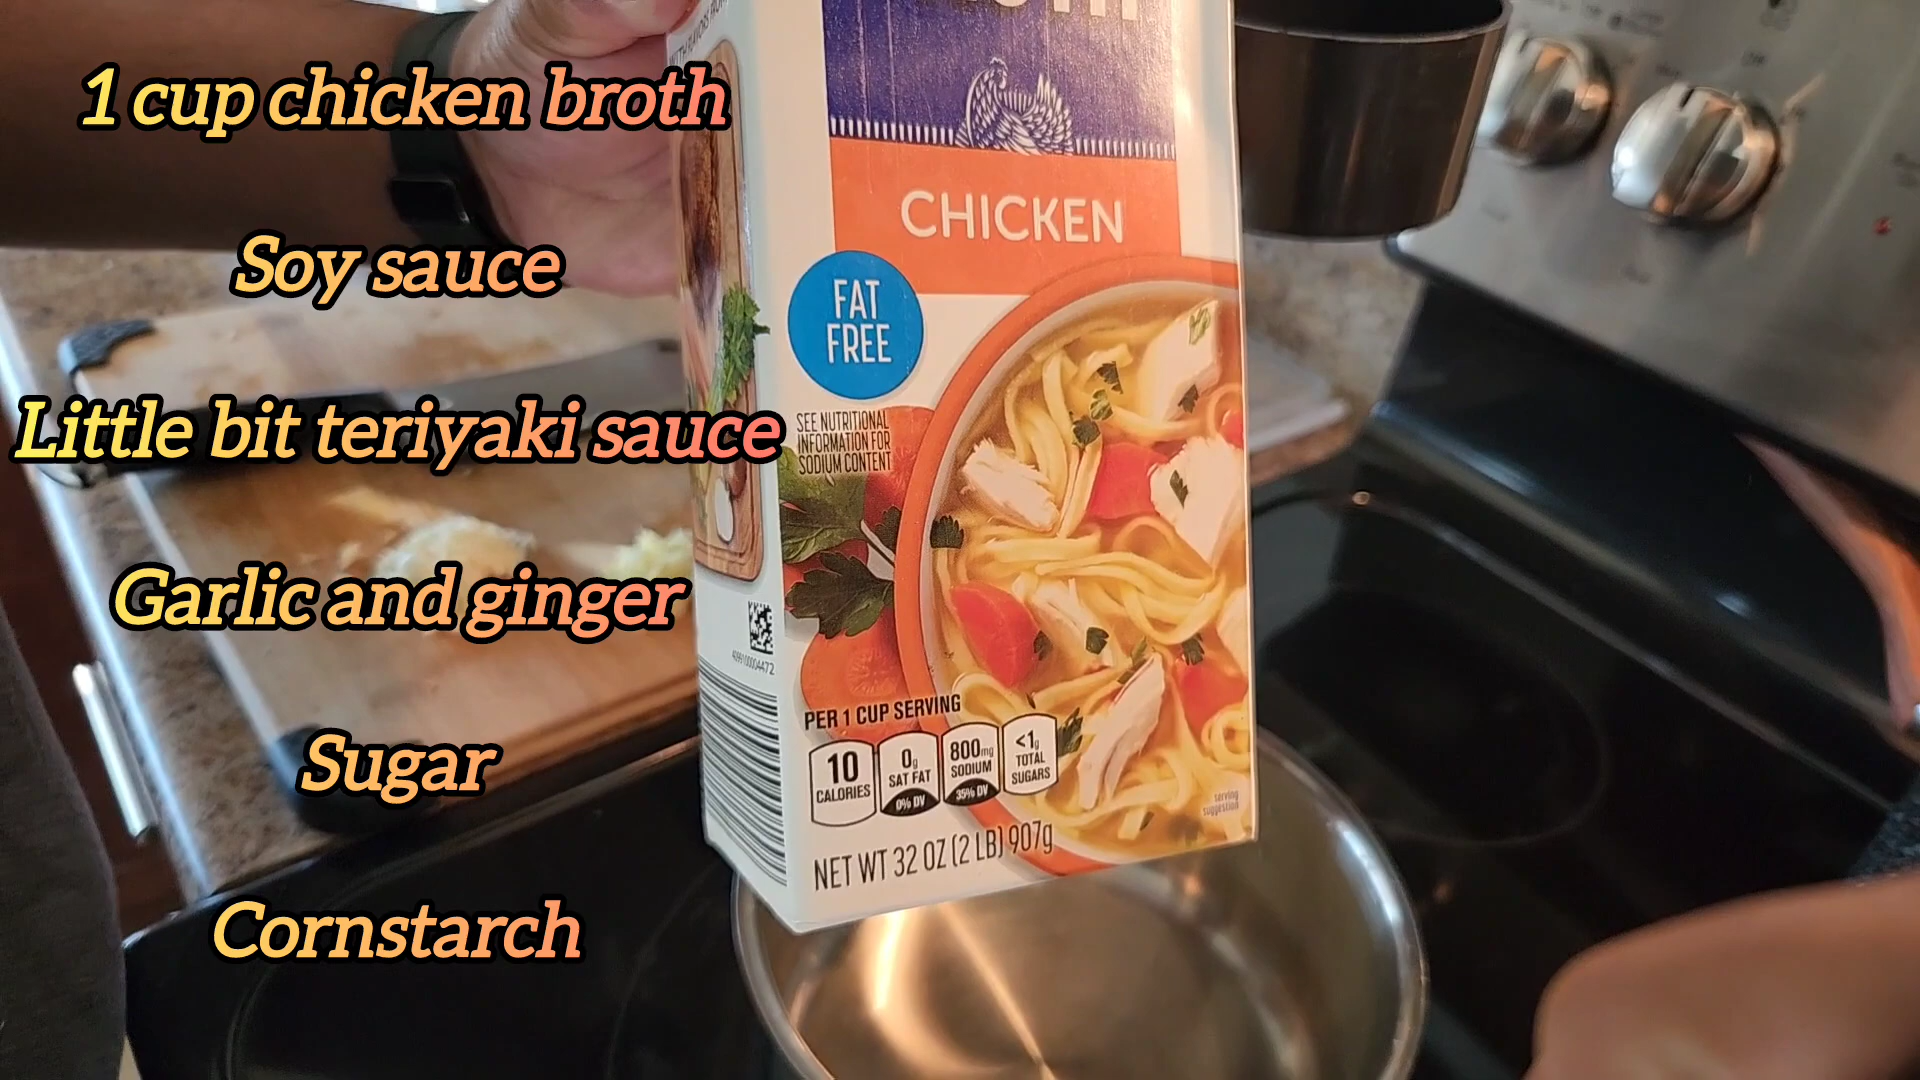 1 cup chicken broth
Soy sauce
Little bit teriyaki sauce
Garlic and ginger
Sugar
Cornstarch
CHICKEN
FAT
FREE
SEE NUTRITIONAL
INFORMATION FOR
SODIUM CONTENT
PER 1 CUP SERVING
10
CALORIES
0g
SAT FAT
0% DV
800mg
SODIUM
35% DV
<1g
TOTAL
SUGARS
serving
suggestion
NET WT 32 OZ (2 LB) 907g